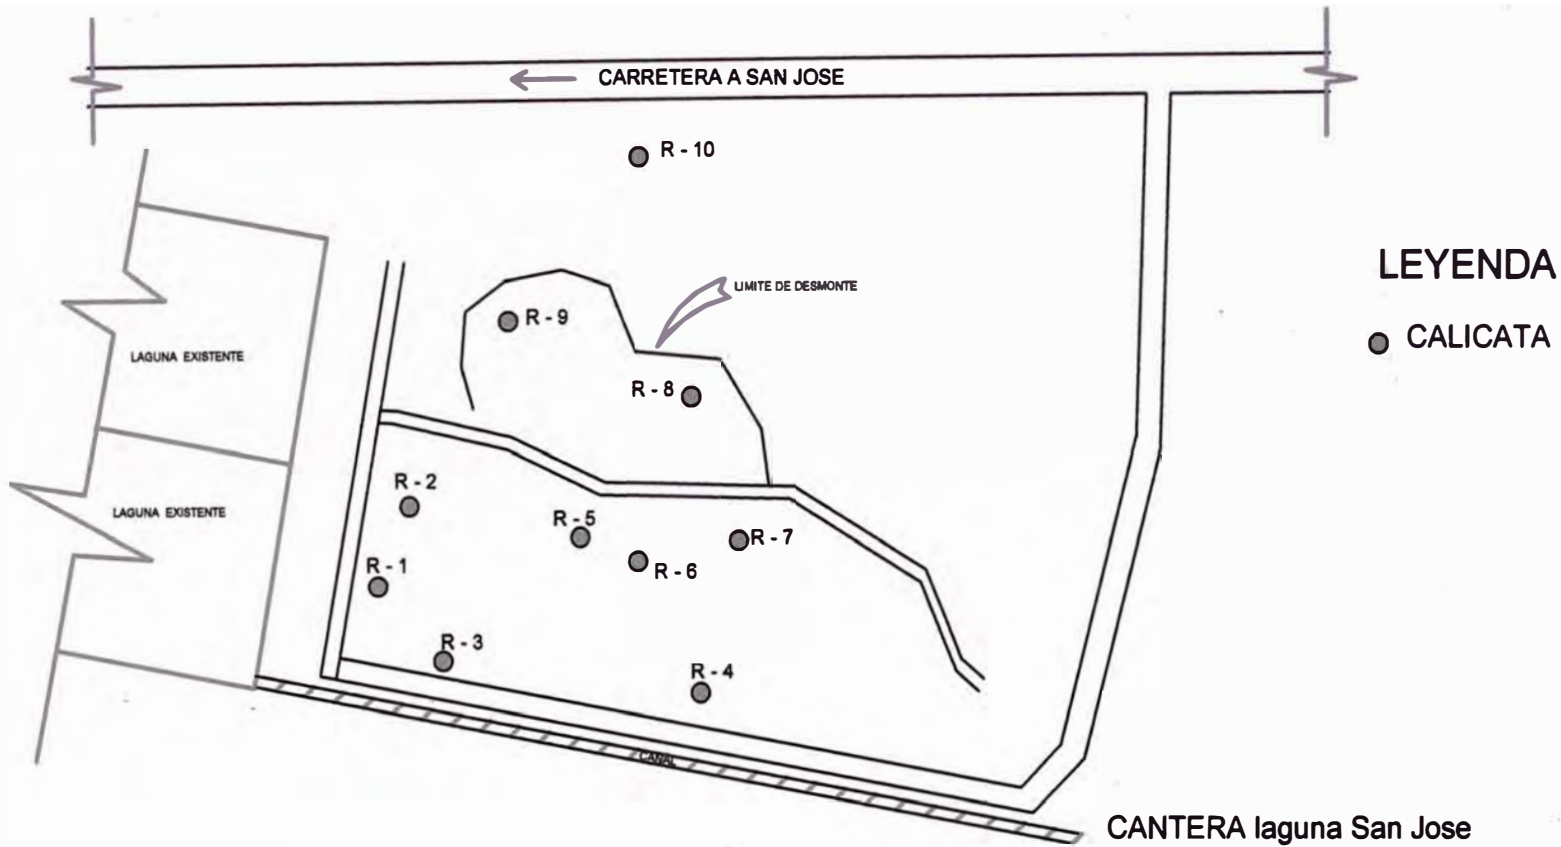 CARRETERA A SAN JOSE
R - 10
LEYENDA
LIMITE DE DESMONTE
R - 9
CALICATA
LAGUNA EXISTENTE
R - 8
R - 2
LAGUNA EXISTENTE
R - 5
R - 7
R - 1
R - 6
R - 3
R - 4
CANAL
CANTERA laguna San Jose